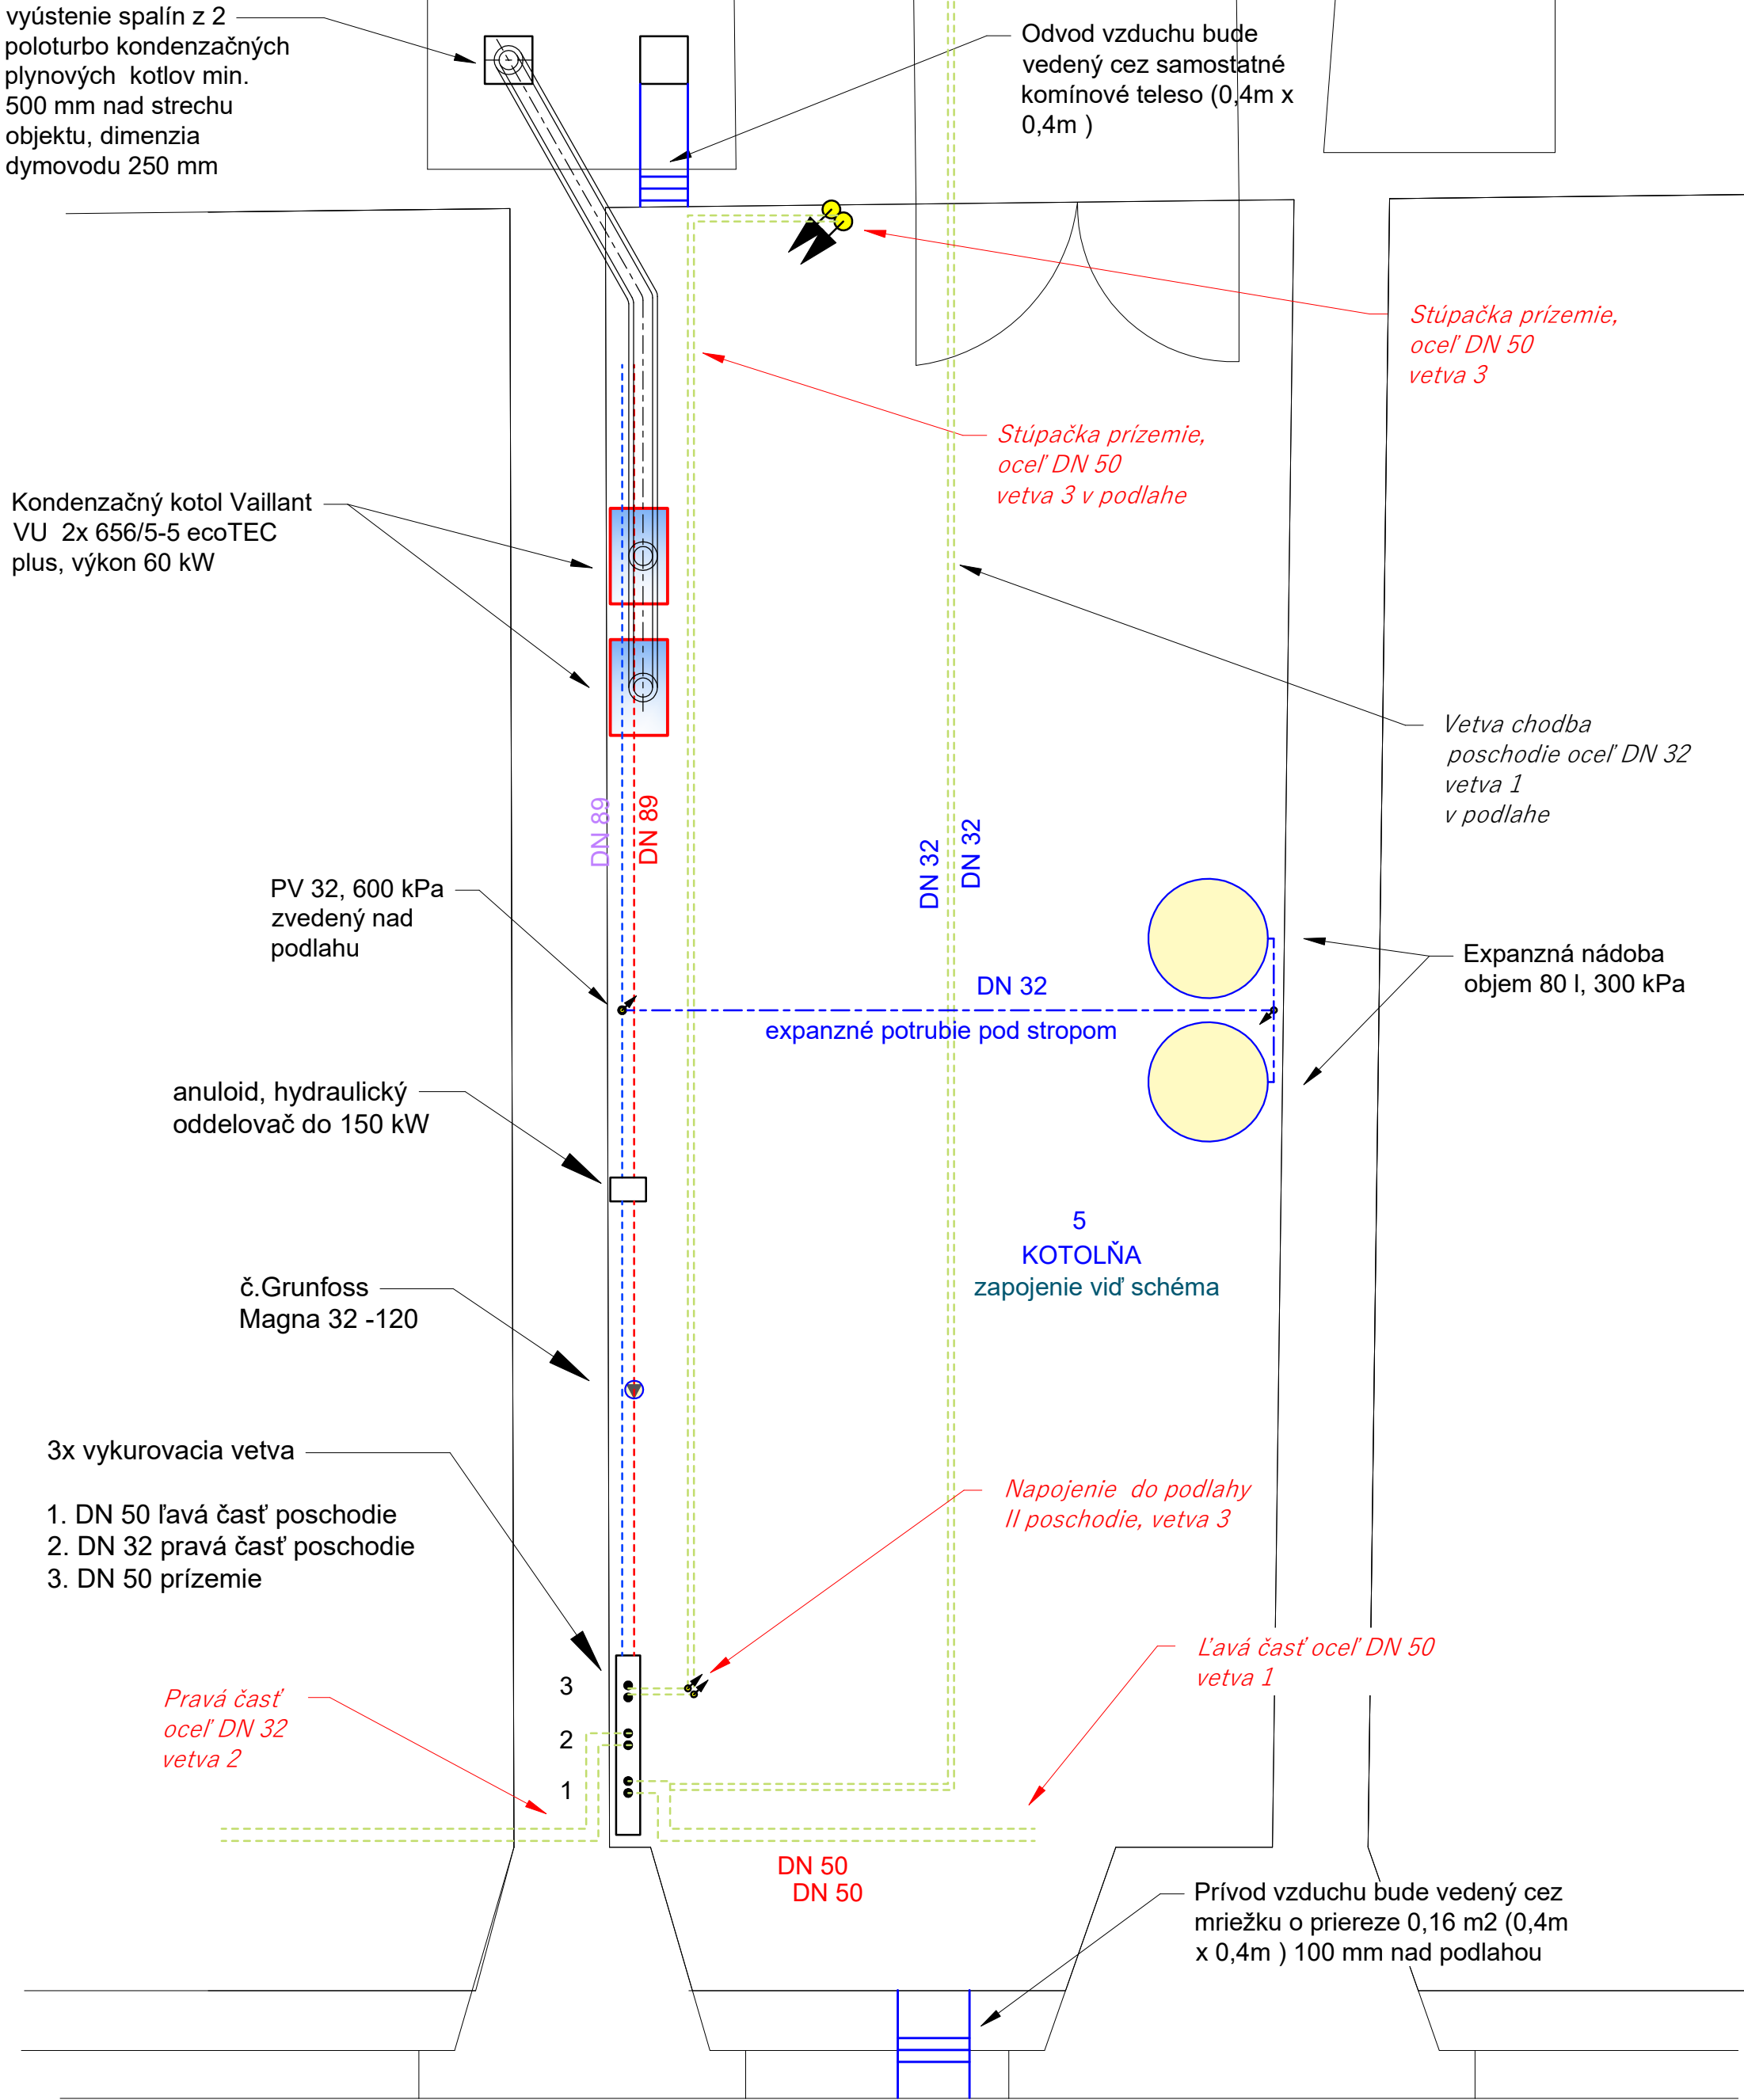 vyústenie spalín z 2
poloturbo kondenzačných
plynových  kotlov min.
500 mm nad strechu
objektu, dimenzia
dymovodu 250 mm
Odvod vzduchu bude
vedený cez samostatné
komínové teleso (0,4m x
0,4m )
Stúpačka prízemie,
oceľ DN 50
vetva 3
Stúpačka prízemie,
oceľ DN 50
vetva 3 v podlahe
Kondenzačný kotol Vaillant
VU  2x 656/5-5 ecoTEC
plus, výkon 60 kW
Vetva chodba
poschodie oceľ DN 32
vetva 1
v podlahe
DN 89
DN 89
DN 32
DN 32
PV 32, 600 kPa
zvedený nad
podlahu
Expanzná nádoba
objem 80 l, 300 kPa
DN 32
expanzné potrubie pod stropom
anuloid, hydraulický
oddelovač do 150 kW
5
KOTOLŇA
zapojenie viď schéma
č.Grunfoss
Magna 32 -120
3x vykurovacia vetva
1. DN 50 ľavá časť poschodie
2. DN 32 pravá časť poschodie
3. DN 50 prízemie
Napojenie  do podlahy
II poschodie, vetva 3
Ľavá časť oceľ DN 50
vetva 1
Pravá časť
oceľ DN 32
vetva 2
3
2
1
DN 50
DN 50
Prívod vzduchu bude vedený cez
mriežku o priereze 0,16 m2 (0,4m
x 0,4m ) 100 mm nad podlahou